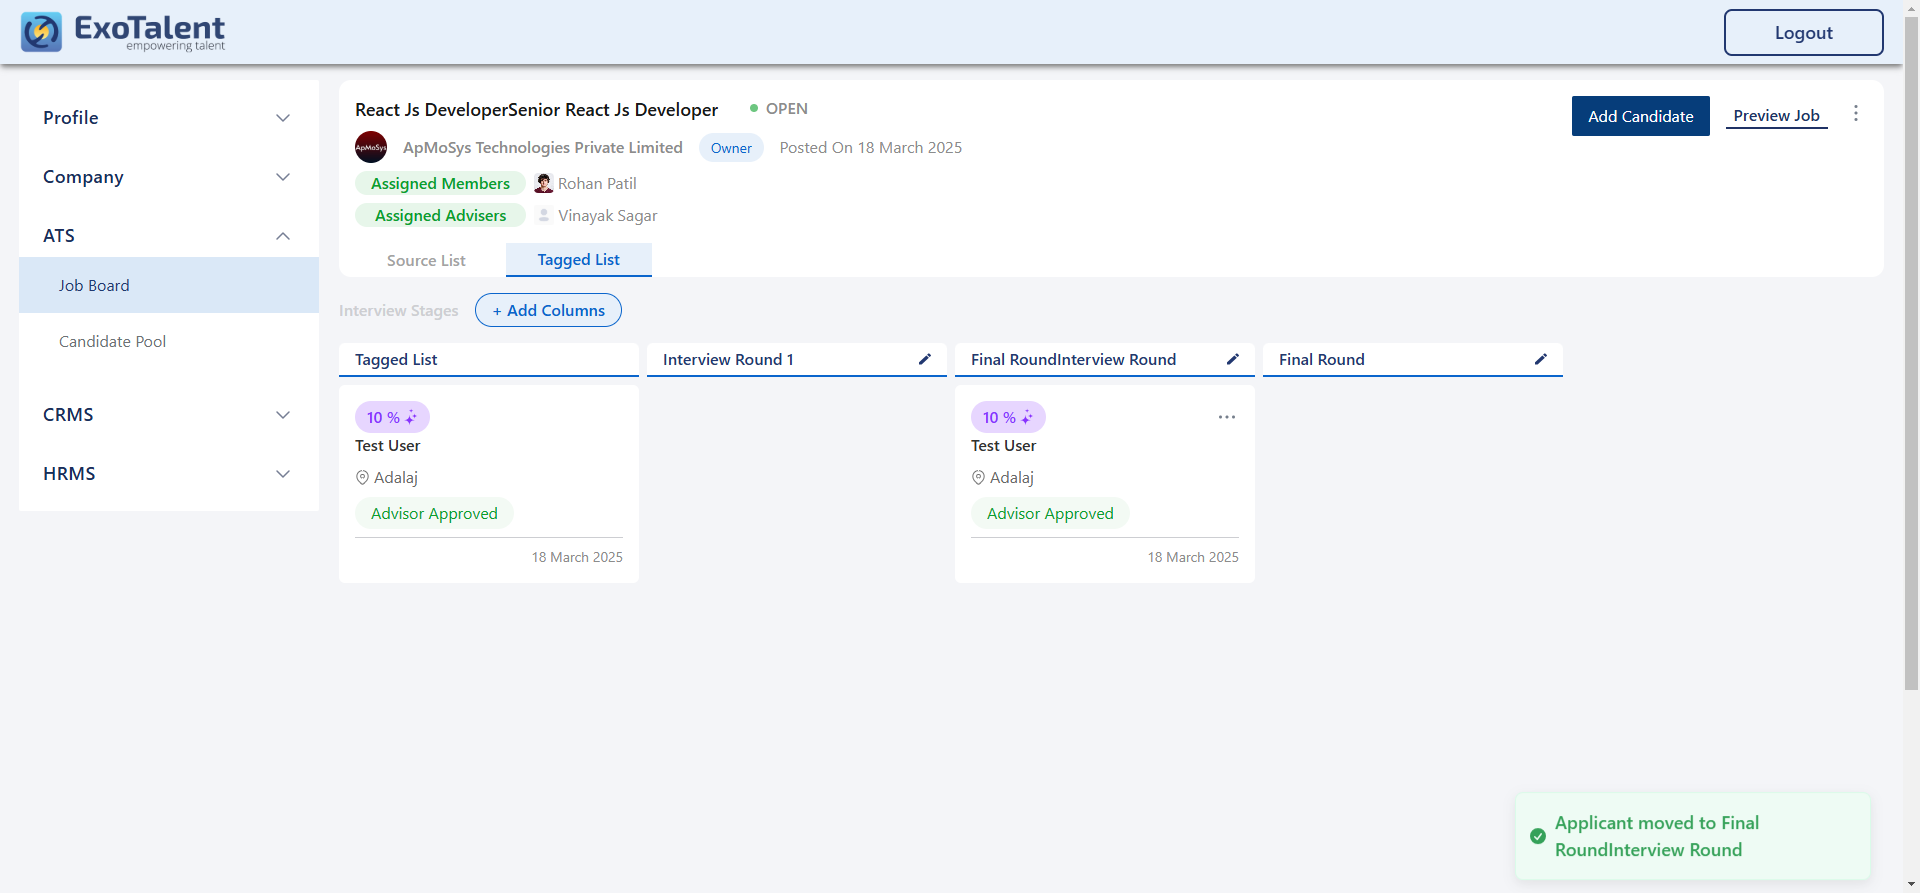 ExoTalent
empowering talent
Logout
Profile
Company
ATS
Job Board
Candidate Pool
CRMS
HRMS
React Js DeveloperSenior React Js Developer
OPEN
Add Candidate
Preview Job
ApMoSys
ApMoSys Technologies Private Limited
Owner
Posted On 18 March 2025
Assigned Members
Rohan Patil
Assigned Advisers
Vinayak Sagar
Source List
Tagged List
Interview Stages
+ Add Columns
Tagged List
Interview Round 1
Final RoundInterview Round
Final Round
10 %
Test User
Adalaj
Advisor Approved
18 March 2025
10 %
Test User
Adalaj
Advisor Approved
18 March 2025
Applicant moved to Final
RoundInterview Round